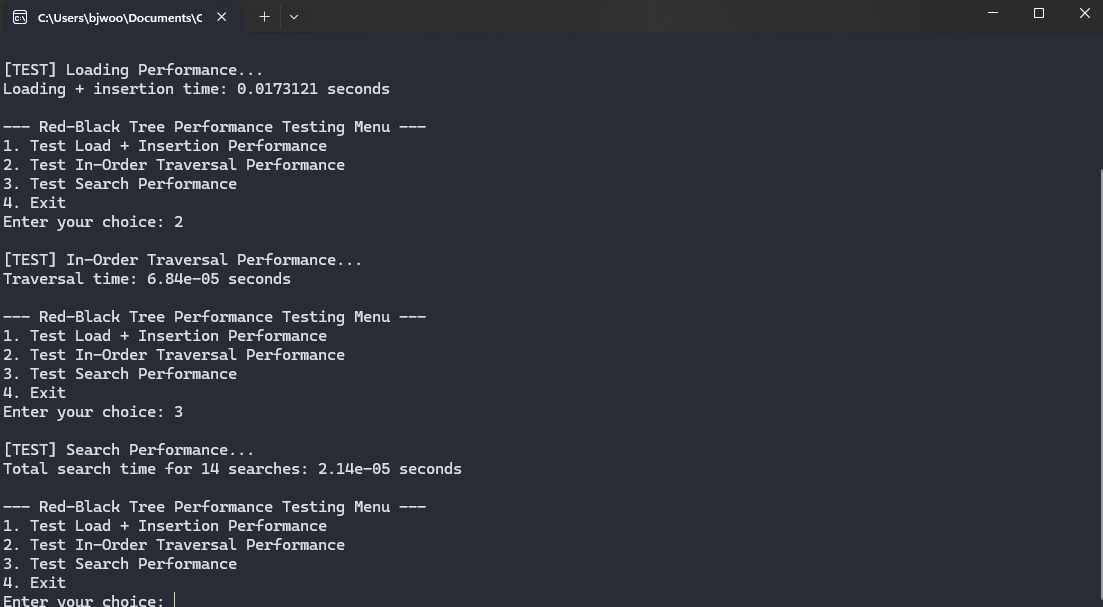 C:\Users\bjwoo\Documents\C
[TEST] Loading Performance...
Loading + insertion time: 0.0173121 seconds
--- Red-Black Tree Performance Testing Menu ---
1. Test Load + Insertion Performance
2. Test In-Order Traversal Performance
3. Test Search Performance
4. Exit
Enter your choice: 2
[TEST] In-Order Traversal Performance...
Traversal time: 6.84e-05 seconds
--- Red-Black Tree Performance Testing Menu ---
1. Test Load + Insertion Performance
2. Test In-Order Traversal Performance
3. Test Search Performance
4. Exit
Enter your choice: 3
[TEST] Search Performance...
Total search time for 14 searches: 2.14e-05 seconds
--- Red-Black Tree Performance Testing Menu ---
1. Test Load + Insertion Performance
2. Test In-Order Traversal Performance
3. Test Search Performance
4. Exit
Enter your choice: